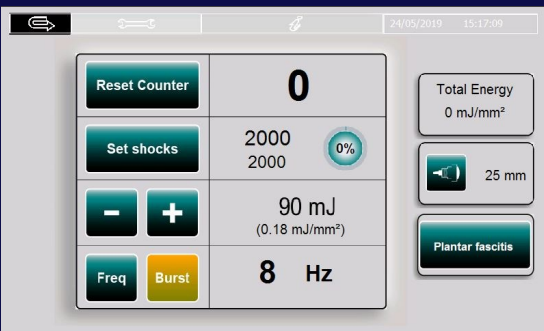 24/05/2019 15:17:09
Reset Counter
0
Total Energy
0 mJ/mm²
Set shocks
2000
2000
0%
25 mm
-
+
90 mJ
(0.18 mJ/mm²)
Plantar fascitis
Freq
Burst
8 Hz